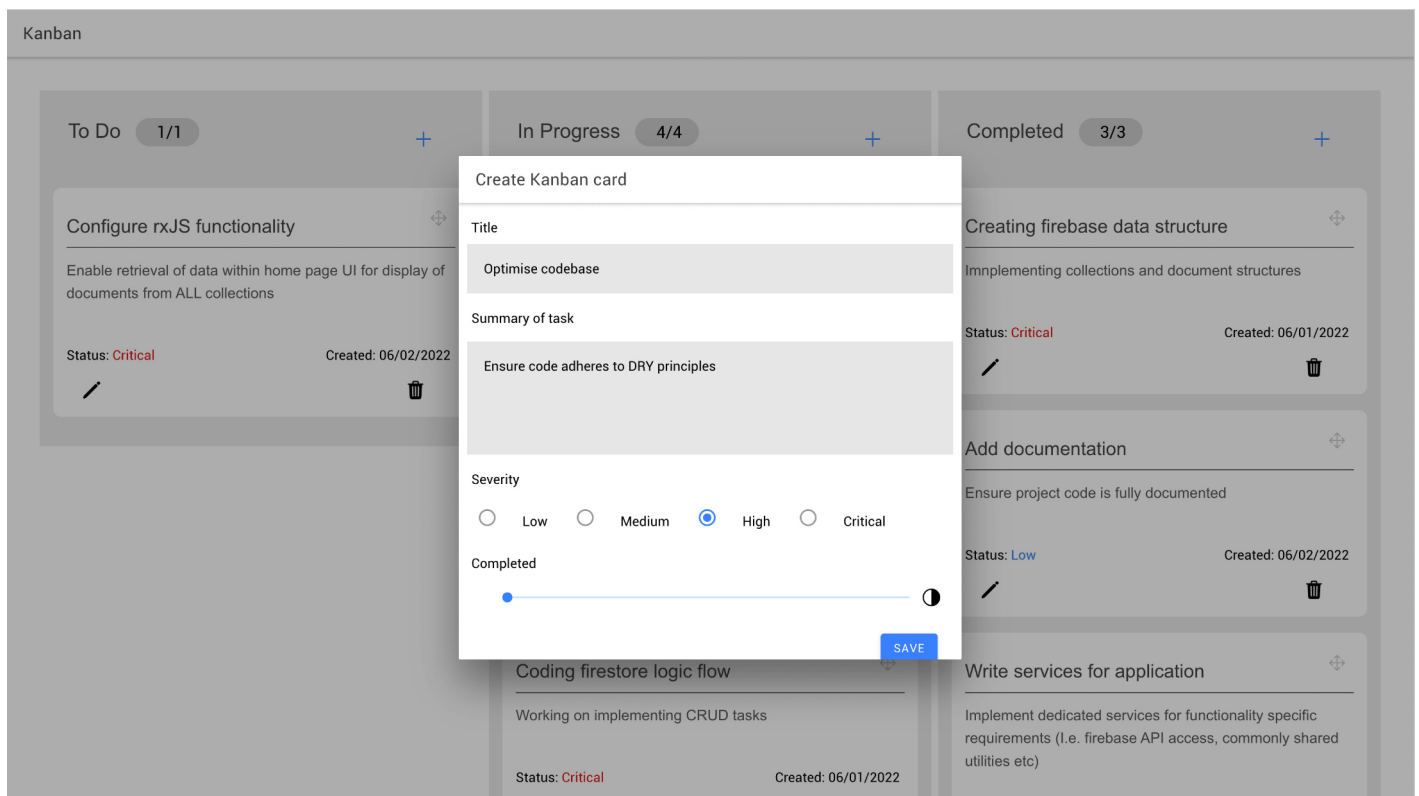 Kanban
To Do 1/1
Configure rxJS functionality
Enable retrieval of data within home page UI for display of
documents from ALL collections
Status: Critical Created: 06/02/2022
In Progress 4/4
Create Kanban card
Title
Optimise codebase
Summary of task
Ensure code adheres to DRY principles
Severity
Low Medium High Critical
Completed
SAVE
Coding firestore logic flow
Working on implementing CRUD tasks
Status: Critical Created: 06/01/2022
Completed 3/3
Creating firebase data structure
Imnplementing collections and document structures
Status: Critical Created: 06/01/2022
Add documentation
Ensure project code is fully documented
Status: Low Created: 06/02/2022
Write services for application
Implement dedicated services for functionality specific
requirements (I.e. firebase API access, commonly shared
utilities etc)